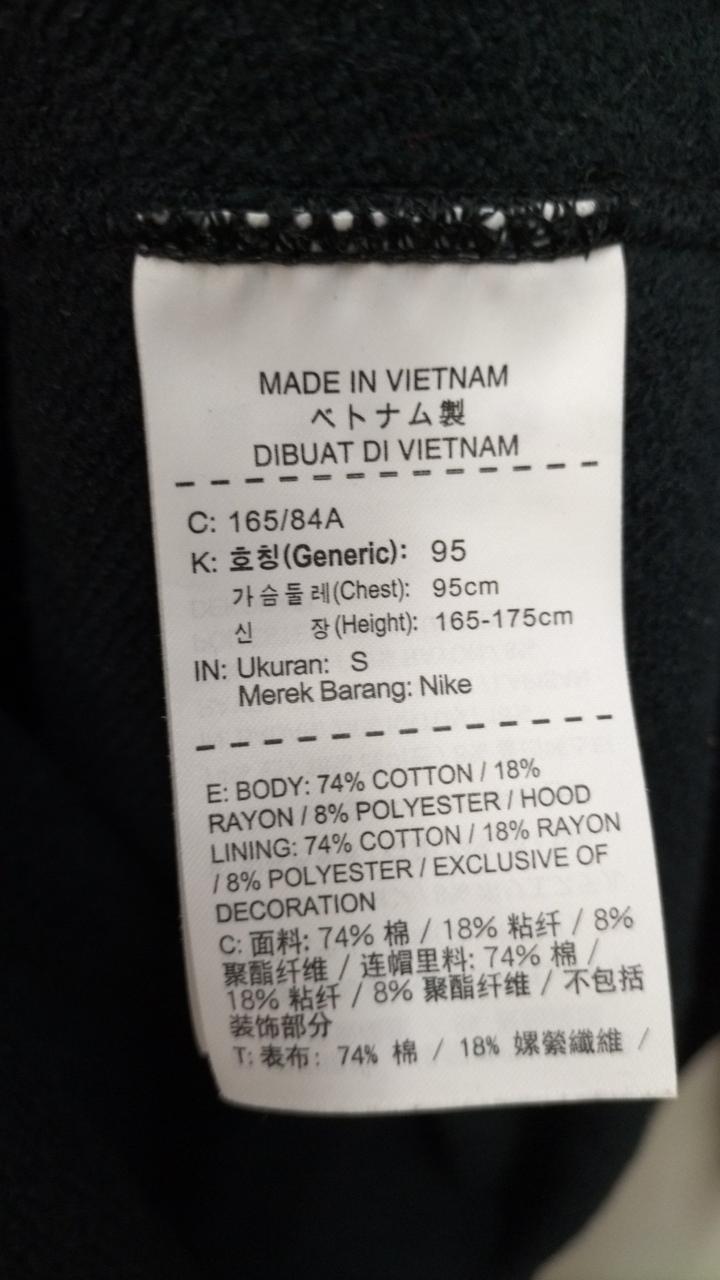 MADE IN VIETNAM
ベトナム製
DIBUAT DI VIETNAM
C: 165/84A
K: 호칭(Generic): 95
가슴둘레(Chest): 95cm
신 장(Height): 165-175cm
IN: Ukuran: S
Merek Barang: Nike
E: BODY: 74% COTTON / 18%
RAYON / 8% POLYESTER / HOOD
LINING: 74% COTTON / 18% RAYON
/ 8% POLYESTER / EXCLUSIVE OF
DECORATION
C: 面料: 74% 棉 / 18% 粘纤 / 8%
聚酯纤维 / 连帽里料: 74% 棉 /
18% 粘纤 / 8% 聚酯纤维 / 不包括
装饰部分
T: 表布: 74% 棉 / 18% 嫘縈纖維 /